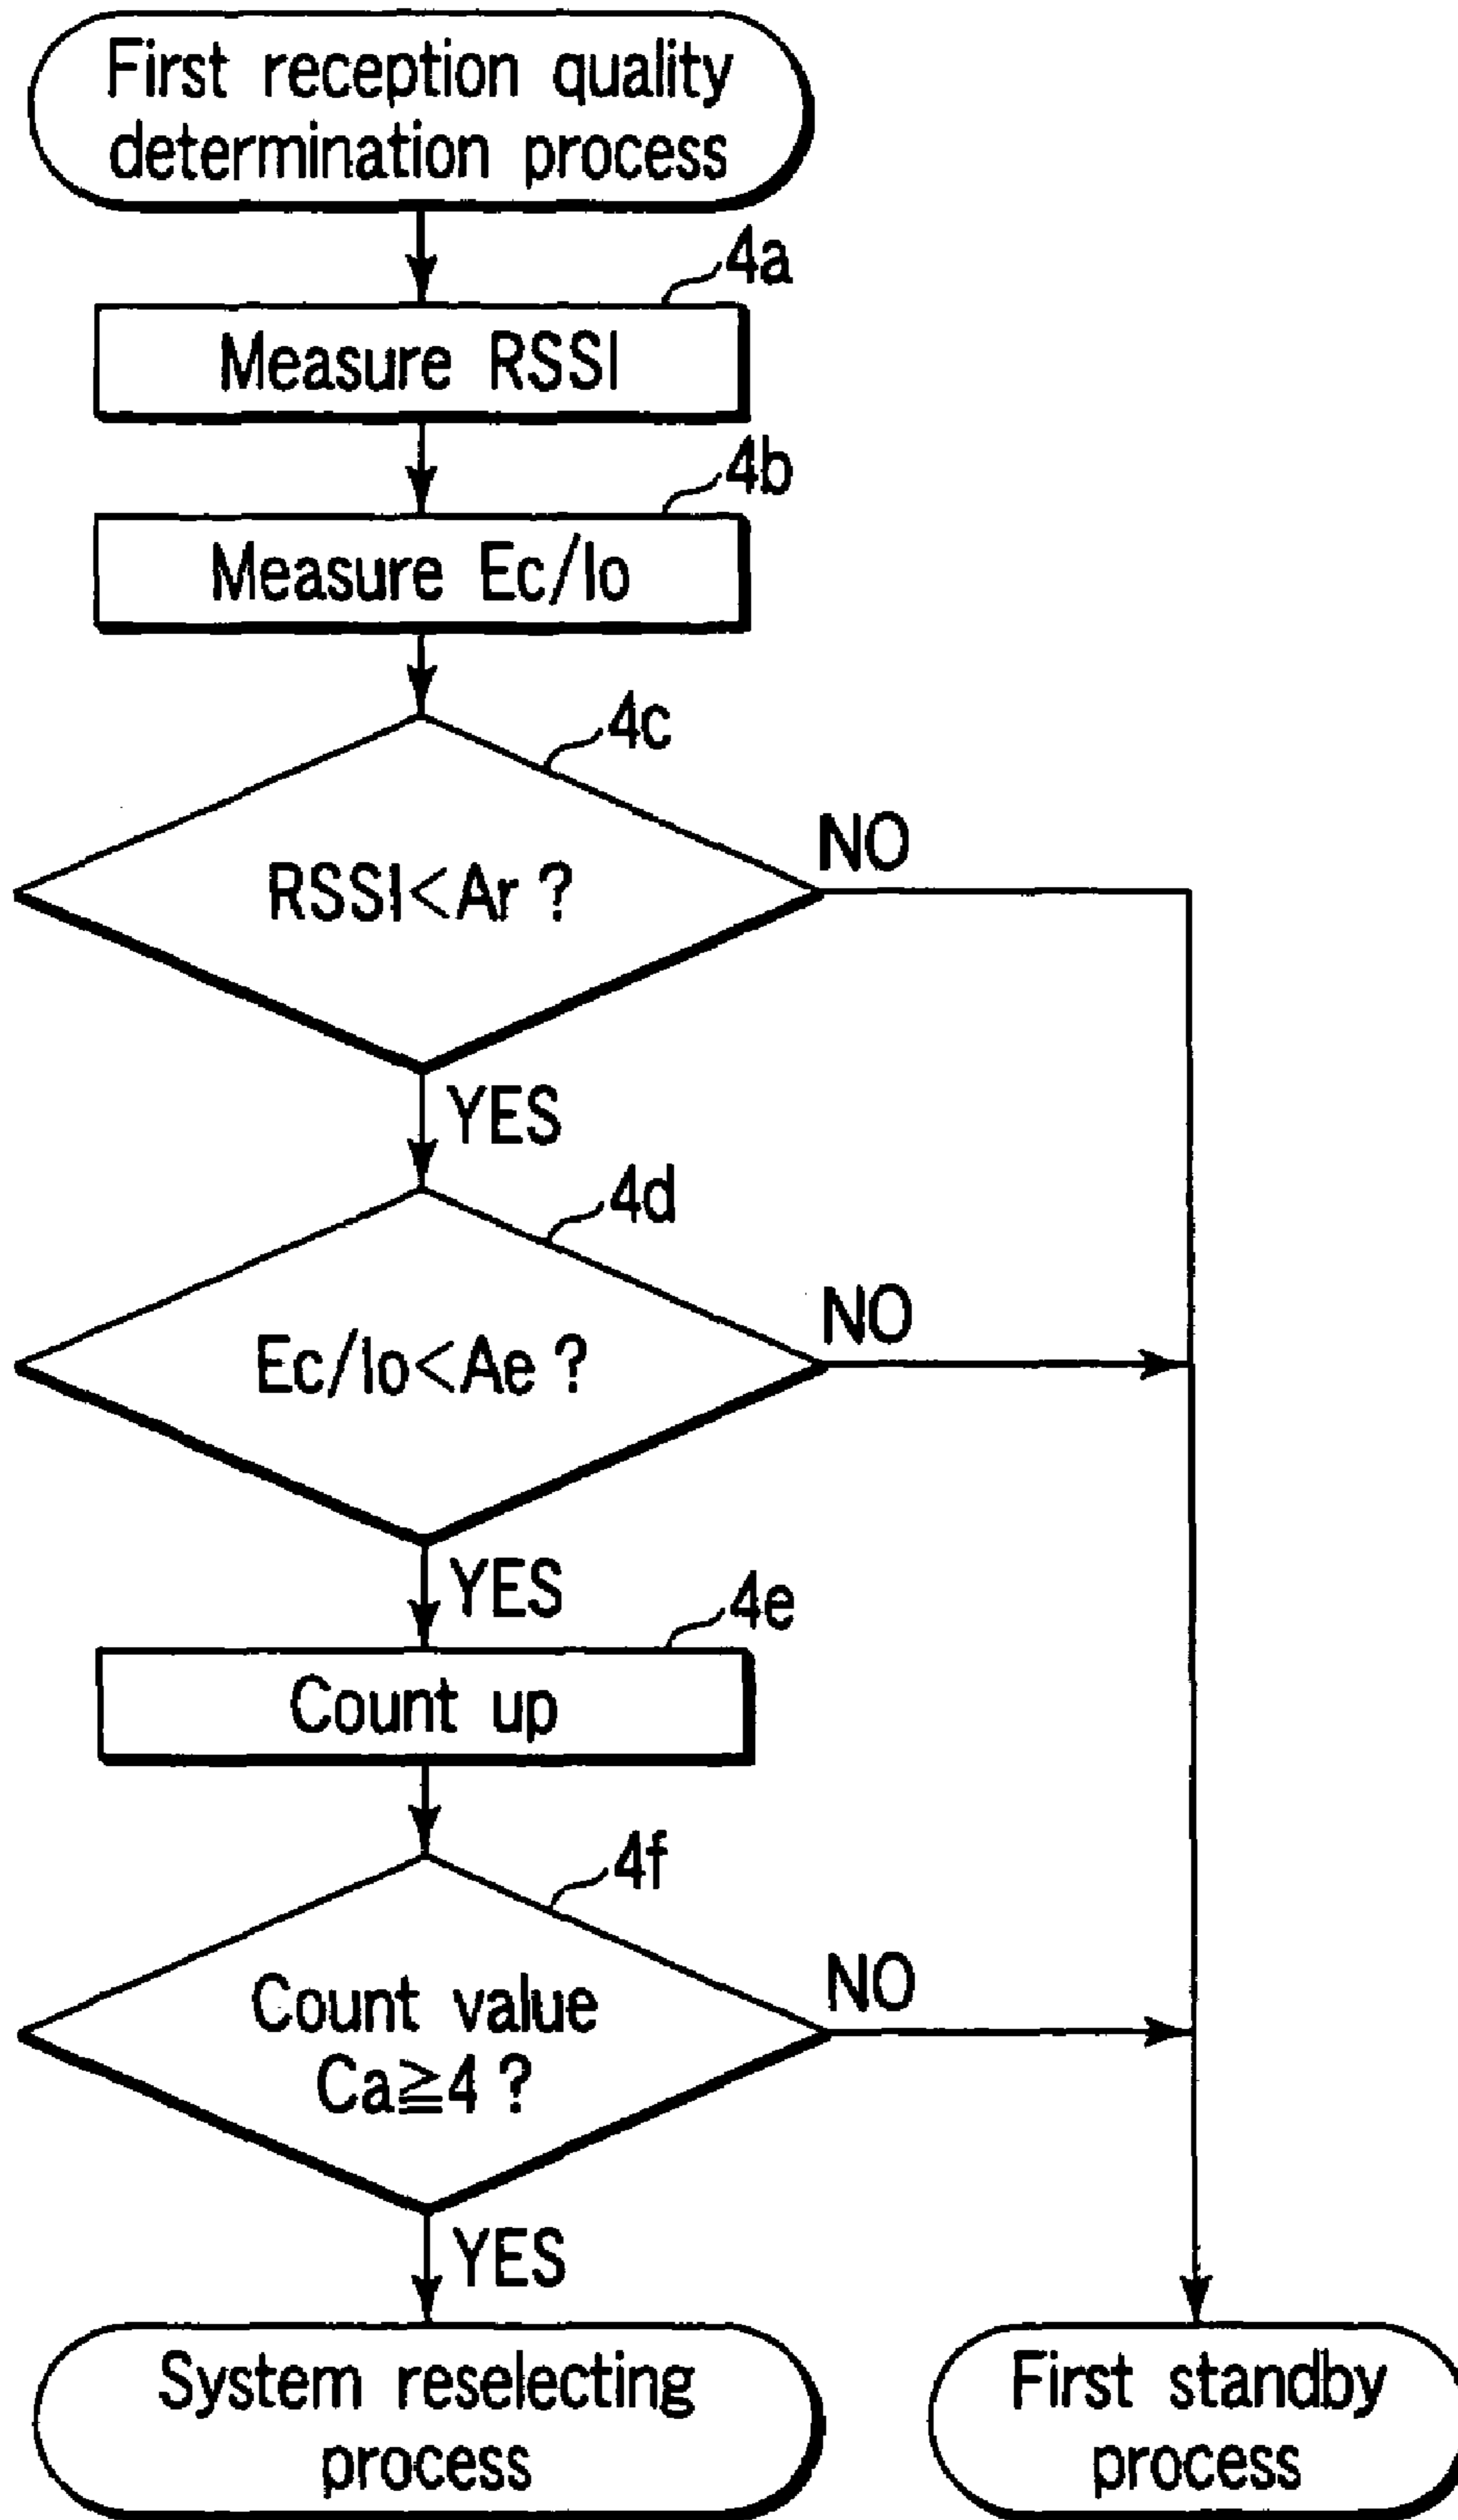 First reception quality
determination process
4a
Measure RSSI
4b
Measure Ec/Io
4c
RSSI<Ar ?
NO
YES
4d
Ec/Io<Ae ?
NO
YES
4e
Count up
4f
Count value
Ca≧4 ?
NO
YES
System reselecting
process
First standby
process